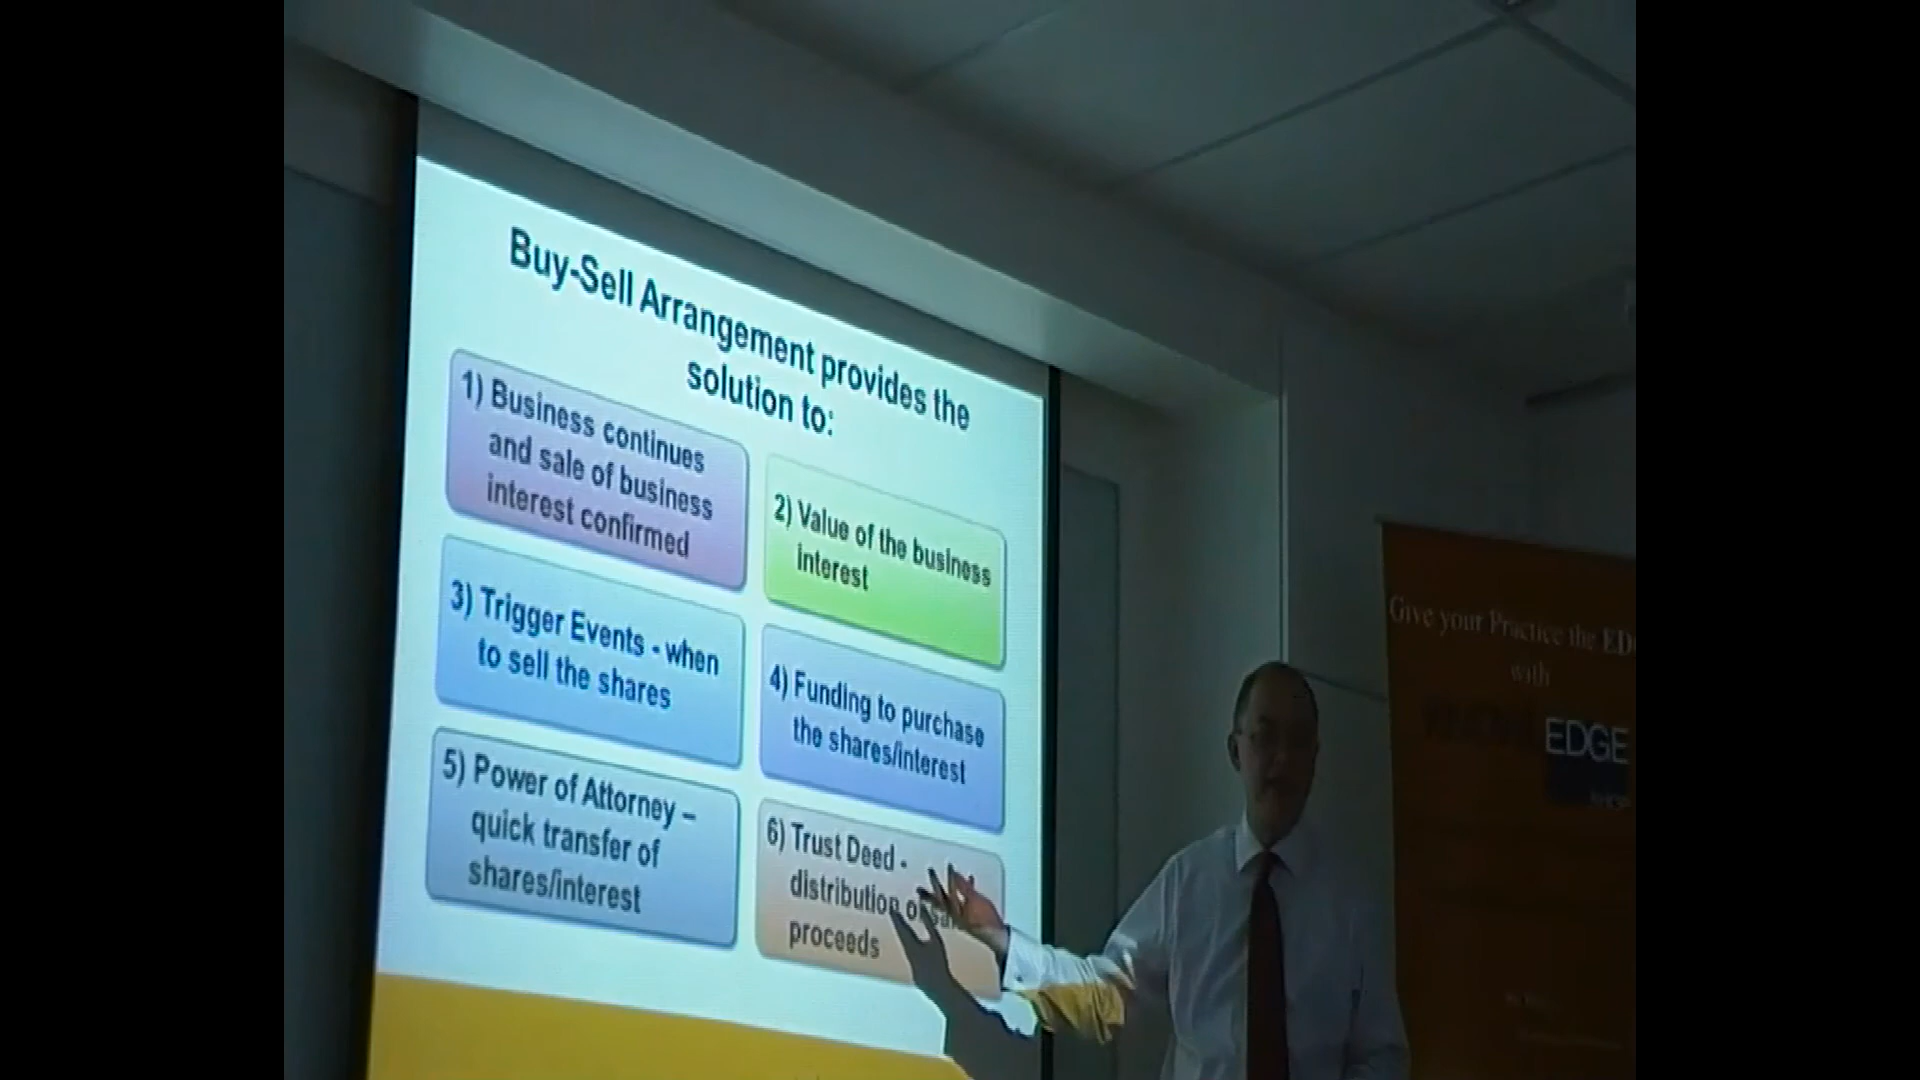 Buy-Sell Arrangement provides the
solution to:
1) Business continues
and sale of business
interest confirmed
2) Value of the business
interest
3) Trigger Events - when
to sell the shares
4) Funding to purchase
the shares/interest
5) Power of Attorney –
quick transfer of
shares/interest
6) Trust Deed -
distribution of
proceeds
Give your Practice the
with
EDGE